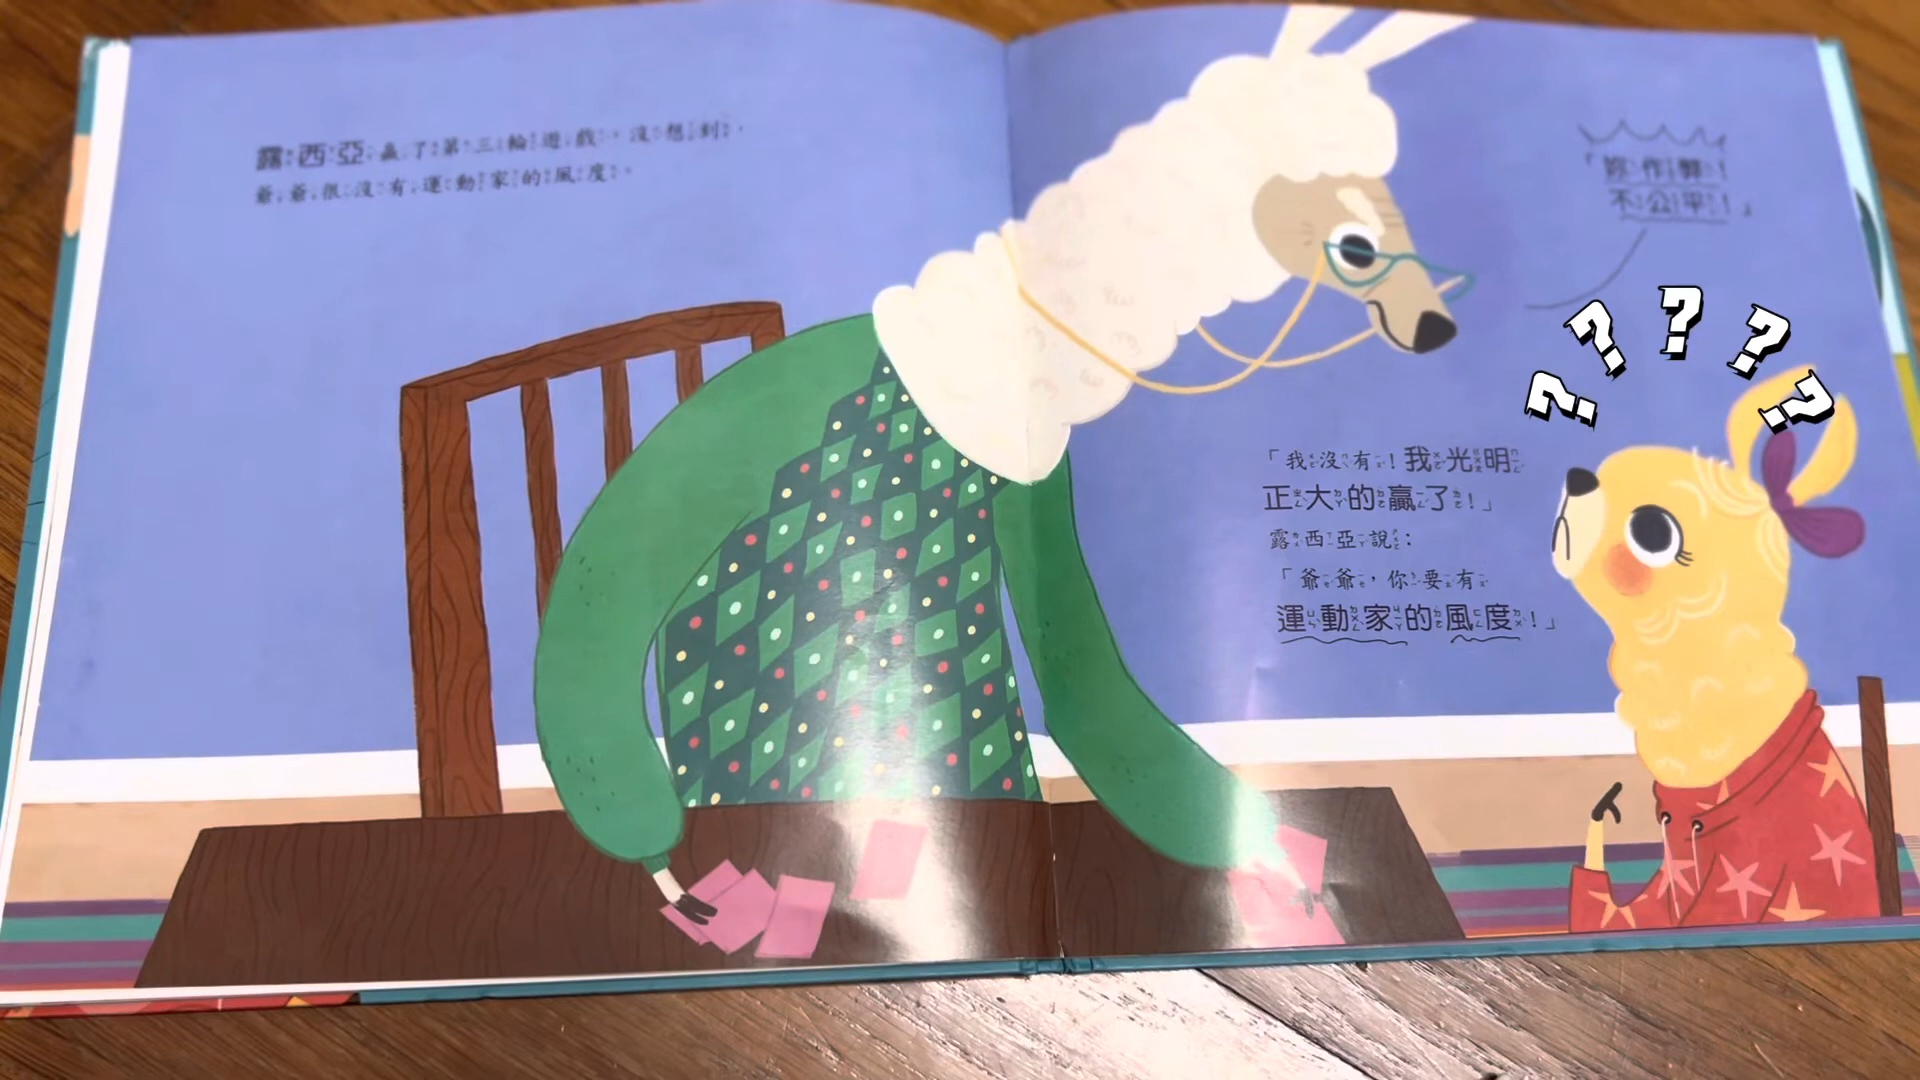 露西亞贏了第三輪遊戲，沒想到，
爺爺很沒有運動家的風度。
「妳作弊！
不公平！」
? ? ? ? ?
「我沒有！我光明
正大的贏了！」
露西亞說：
「爺爺，你要有
運動家的風度！」